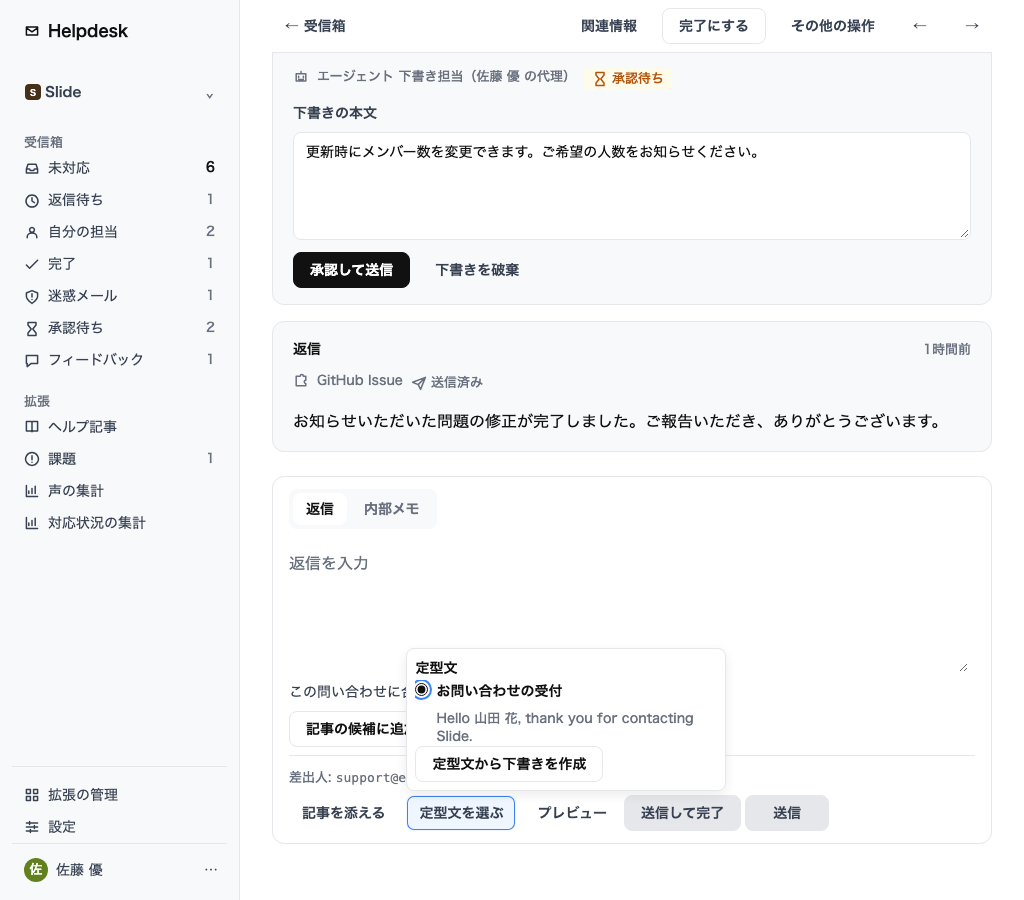 Helpdesk
S Slide
受信箱
未対応 6
返信待ち 1
自分の担当 2
完了 1
迷惑メール 1
承認待ち 2
フィードバック 1
拡張
ヘルプ記事
課題 1
声の集計
対応状況の集計
拡張の管理
設定
佐 佐藤 優 …
← 受信箱 関連情報 完了にする その他の操作 ← →
エージェント 下書き担当（佐藤 優 の代理） 承認待ち
下書きの本文
更新時にメンバー数を変更できます。ご希望の人数をお知らせください。
承認して送信 下書きを破棄
返信 1時間前
GitHub Issue 送信済み
お知らせいただいた問題の修正が完了しました。ご報告いただき、ありがとうございます。
返信 内部メモ
返信を入力
この問い合わせに
記事の候補に追
定型文
お問い合わせの受付
Hello 山田 花, thank you for contacting
Slide.
定型文から下書きを作成
差出人: support@e
記事を添える 定型文を選ぶ プレビュー 送信して完了 送信